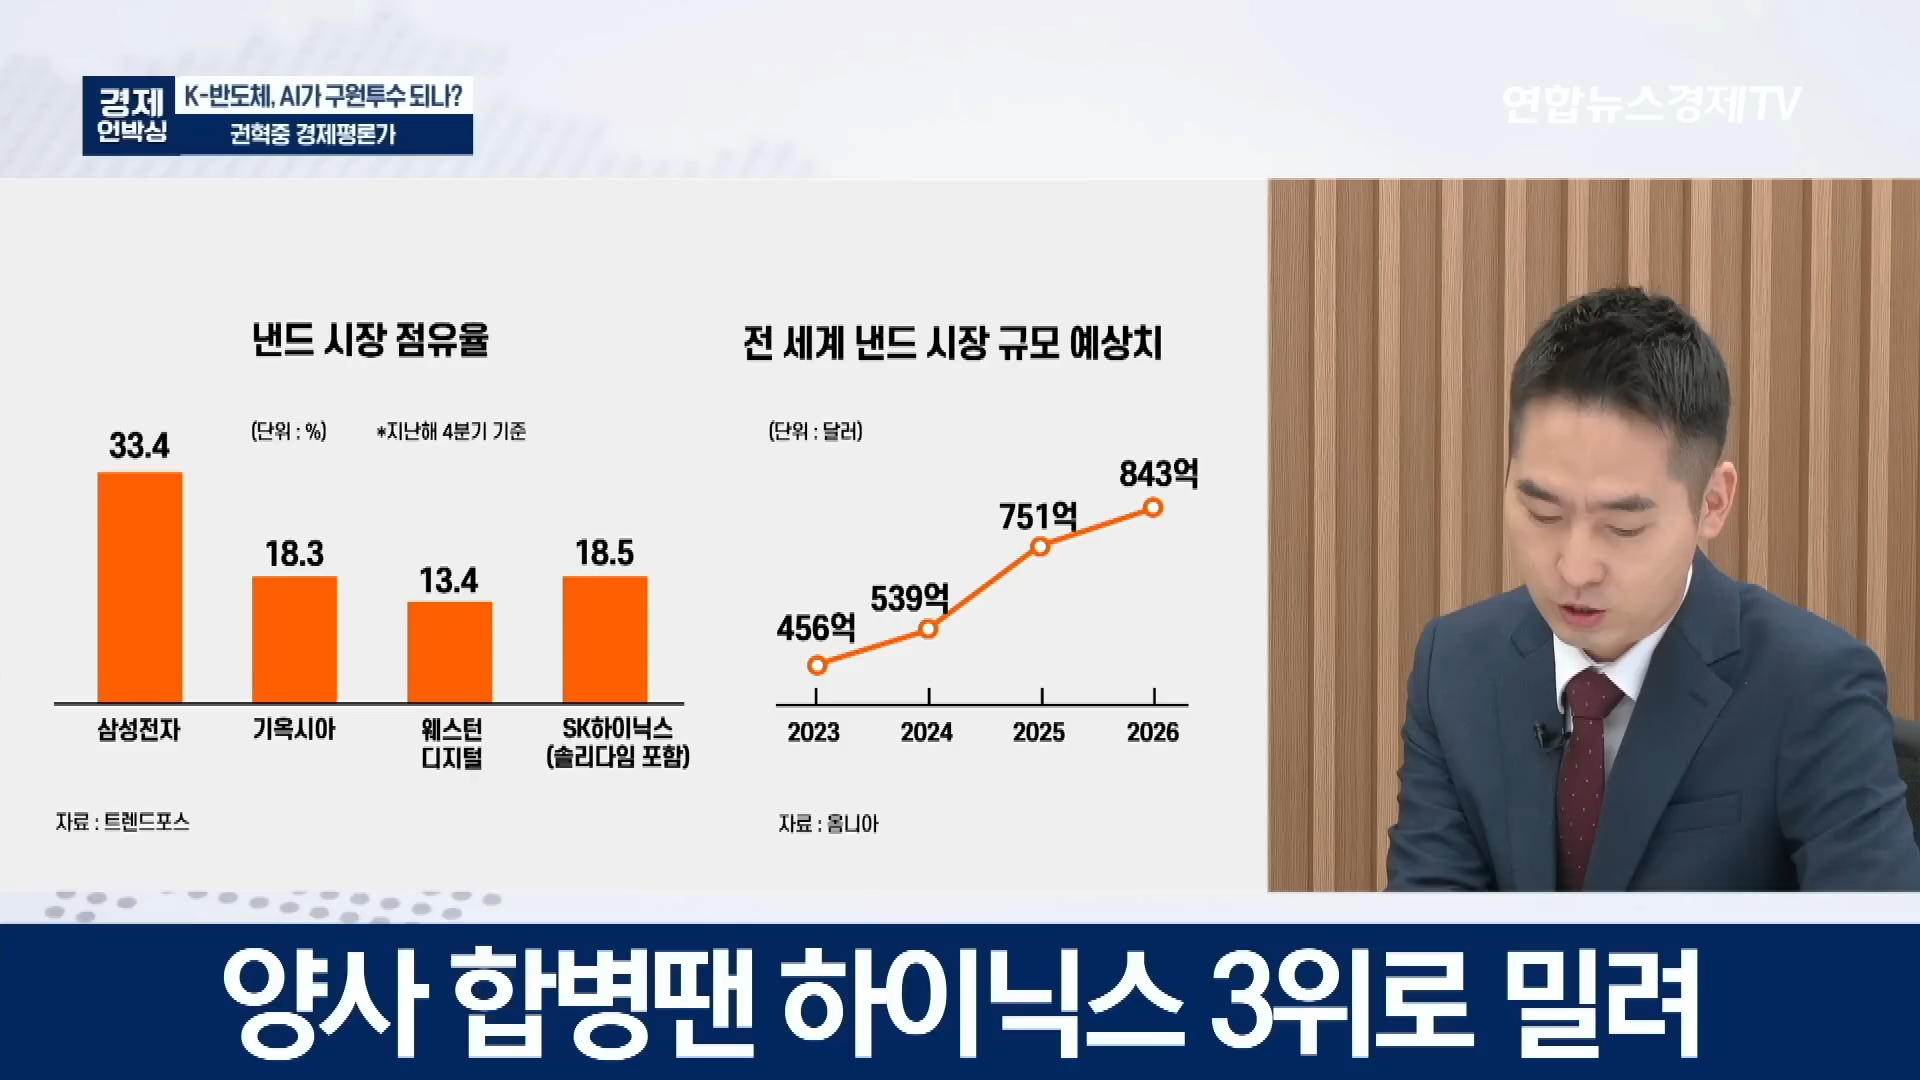 경제
언박싱
K-반도체, AI가 구원투수 되나?
권혁중 경제평론가
연합뉴스경제TV
낸드 시장 점유율
(단위 : %) *지난해 4분기 기준
33.4
18.3
13.4
18.5
삼성전자
기옥시아
웨스턴
디지털
SK하이닉스
(솔리다임 포함)
자료 : 트렌드포스
전 세계 낸드 시장 규모 예상치
(단위 : 달러)
456억
539억
751억
843억
2023
2024
2025
2026
자료 : 옴니아
양사 합병땐 하이닉스 3위로 밀려